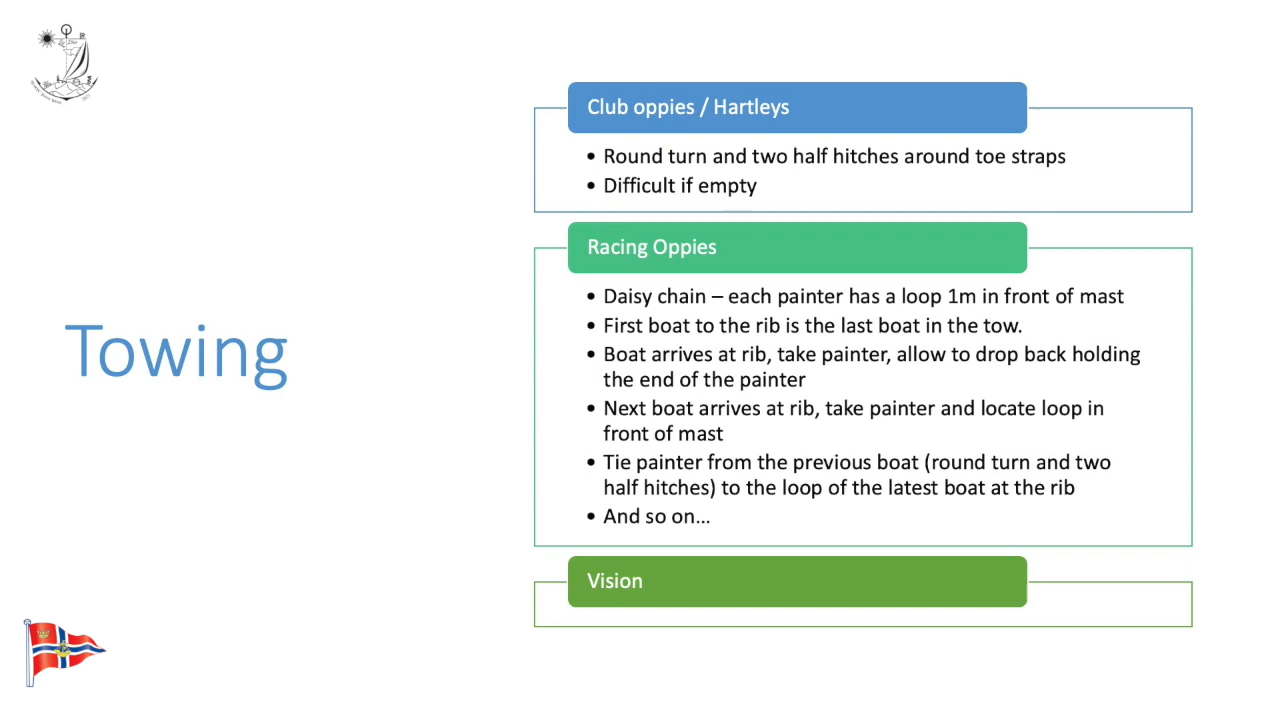 Towing
Club oppies / Hartleys
• Round turn and two half hitches around toe straps
• Difficult if empty
Racing Oppies
• Daisy chain – each painter has a loop 1m in front of mast
• First boat to the rib is the last boat in the tow.
• Boat arrives at rib, take painter, allow to drop back holding
the end of the painter
• Next boat arrives at rib, take painter and locate loop in
front of mast
• Tie painter from the previous boat (round turn and two
half hitches) to the loop of the latest boat at the rib
• And so on…
Vision